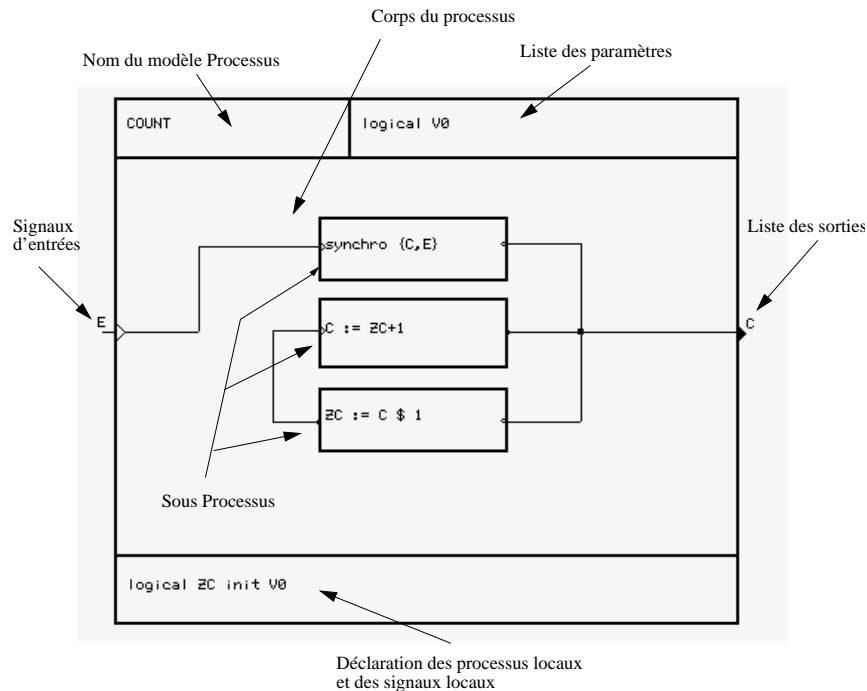 Corps du processus
Nom du modèle Processus
Liste des paramètres
COUNT
logical V0
Signaux
d'entrées
Liste des sorties
synchro {C,E}
E
C := ZC+1
C
ZC := C $ 1
Sous Processus
logical ZC init V0
Déclaration des processus locaux
et des signaux locaux